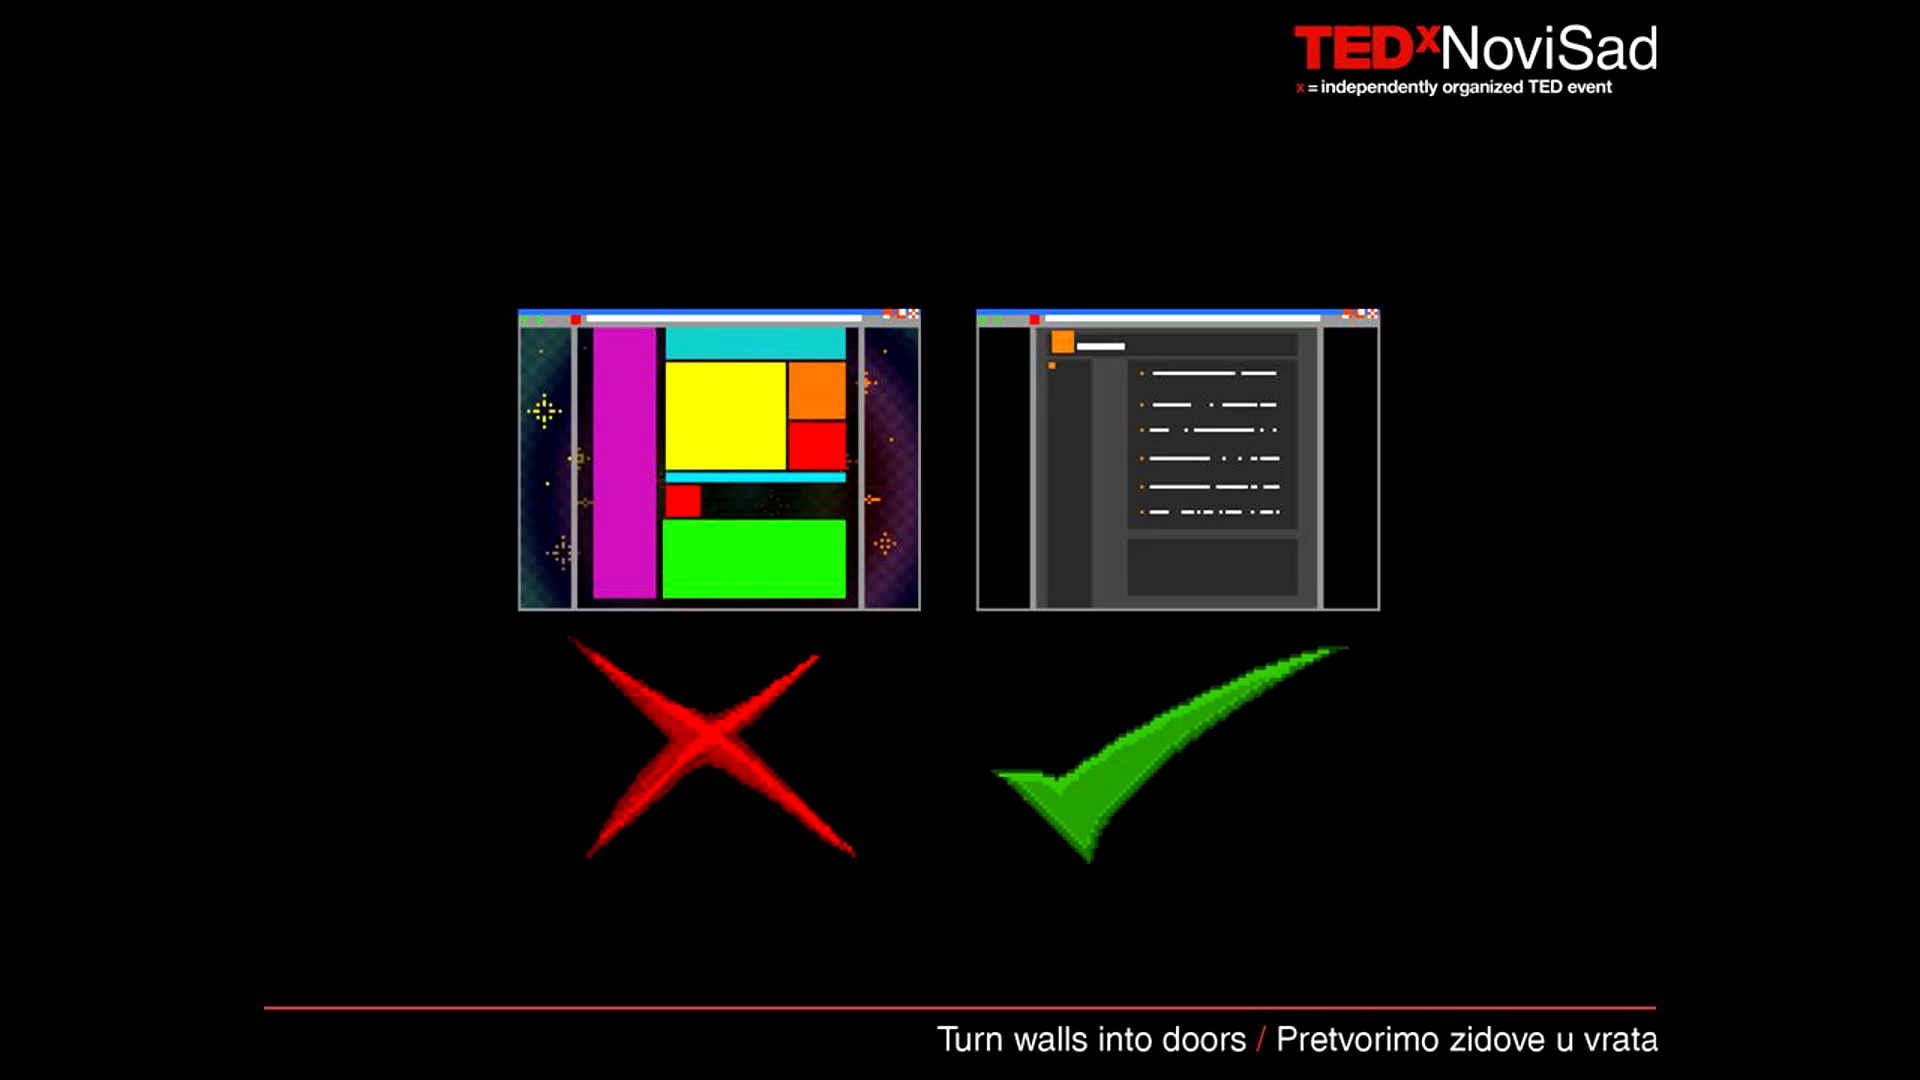 TEDxNoviSad
x = independently organized TED event
Turn walls into doors / Pretvorimo zidove u vrata